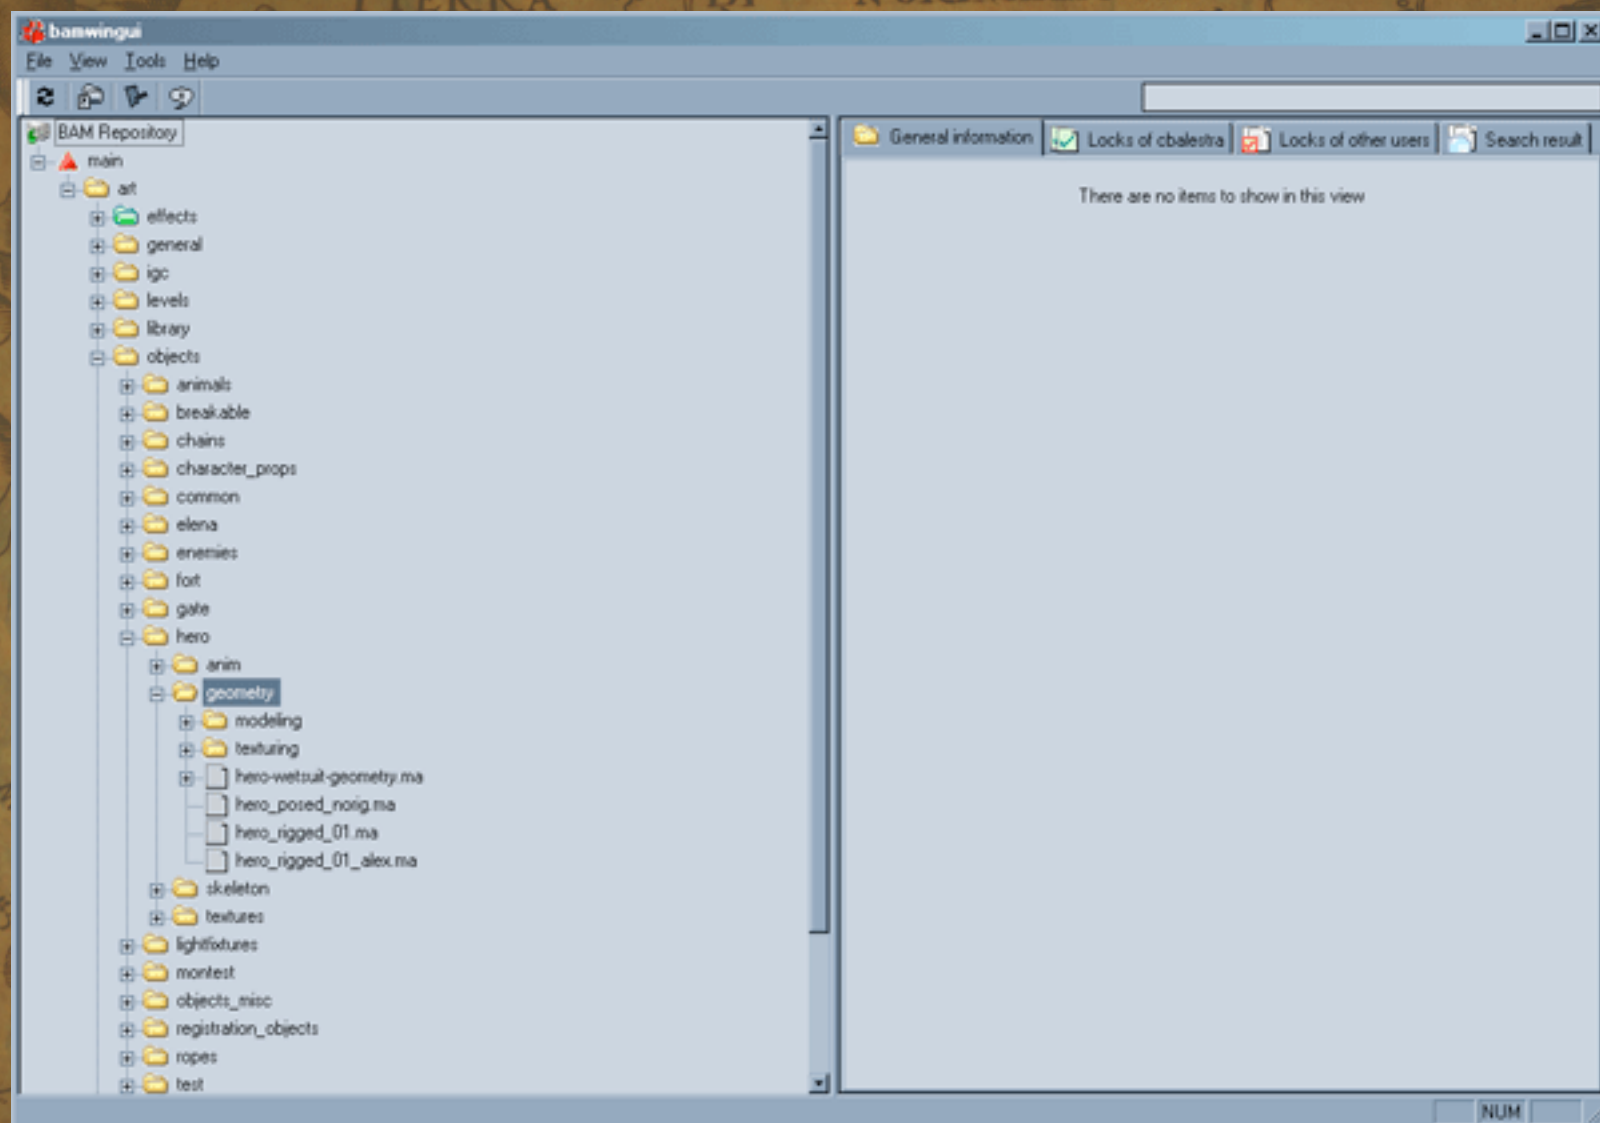 TERRA
bamwingui
File View Tools Help
BAM Repository
main
art
effects
general
igc
levels
library
objects
animals
breakable
chains
character_props
common
elena
enemies
fort
gate
hero
anim
geometry
modeling
texturing
hero-wetsuit-geometry.ma
hero_posed_norig.ma
hero_rigged_01.ma
hero_rigged_01_alex.ma
skeleton
textures
lightfixtures
montest
objects_misc
registration_objects
ropes
test
General information Locks of cbalestra Locks of other users Search result
There are no items to show in this view
NUM